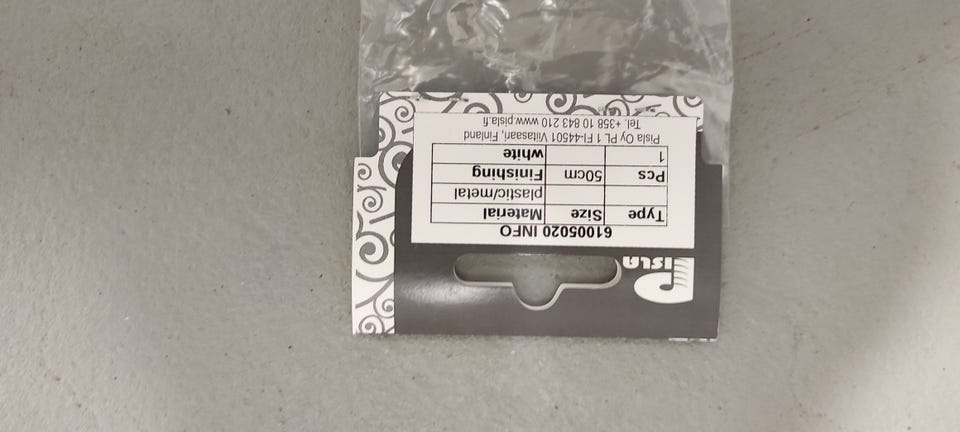 Pisla
61005020 INFO
Type Size Material
plastic/metal
Pcs 50cm Finishing
1 white
Pisla Oy PL 1 FI-44501 Viitasaari, Finland
Tel. +358 10 843 210 www.pisla.fi